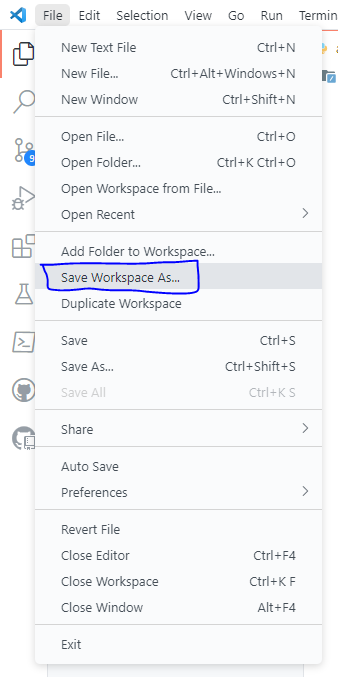 File Edit Selection View Go Run Termin
New Text File Ctrl+N
New File... Ctrl+Alt+Windows+N
New Window Ctrl+Shift+N
Open File... Ctrl+O
Open Folder... Ctrl+K Ctrl+O
Open Workspace from File...
Open Recent
Add Folder to Workspace...
Save Workspace As...
Duplicate Workspace
Save Ctrl+S
Save As... Ctrl+Shift+S
Save All Ctrl+K S
Share
Auto Save
Preferences
Revert File
Close Editor Ctrl+F4
Close Workspace Ctrl+K F
Close Window Alt+F4
Exit
9